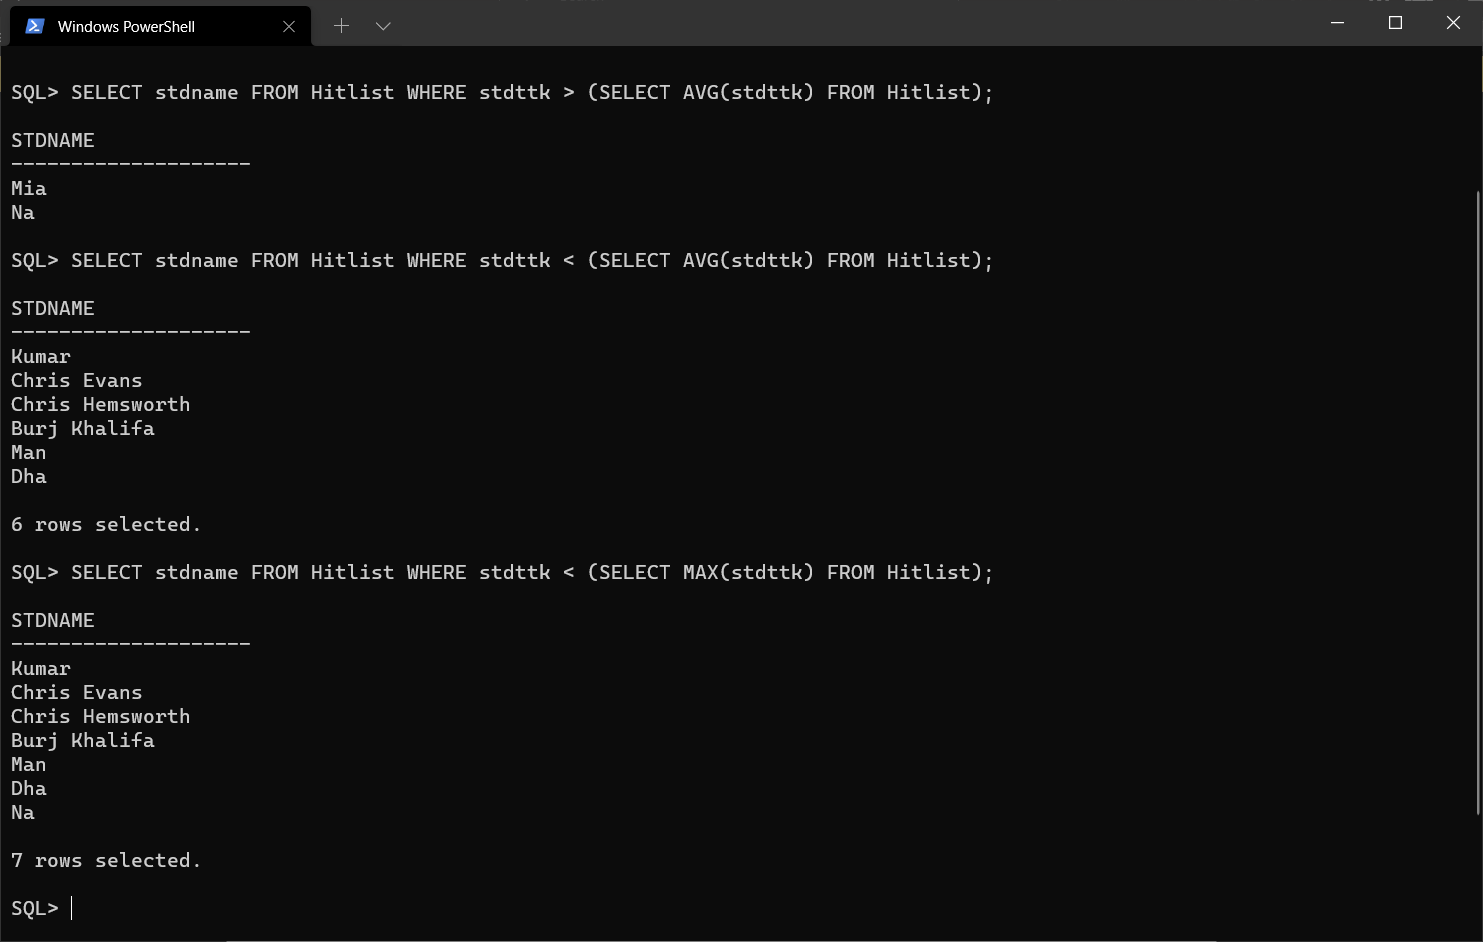 Windows PowerShell
SQL> SELECT stdname FROM Hitlist WHERE stdttk > (SELECT AVG(stdttk) FROM Hitlist);
STDNAME
--------------------
Mia
Na
SQL> SELECT stdname FROM Hitlist WHERE stdttk < (SELECT AVG(stdttk) FROM Hitlist);
STDNAME
--------------------
Kumar
Chris Evans
Chris Hemsworth
Burj Khalifa
Man
Dha
6 rows selected.
SQL> SELECT stdname FROM Hitlist WHERE stdttk < (SELECT MAX(stdttk) FROM Hitlist);
STDNAME
--------------------
Kumar
Chris Evans
Chris Hemsworth
Burj Khalifa
Man
Dha
Na
7 rows selected.
SQL>